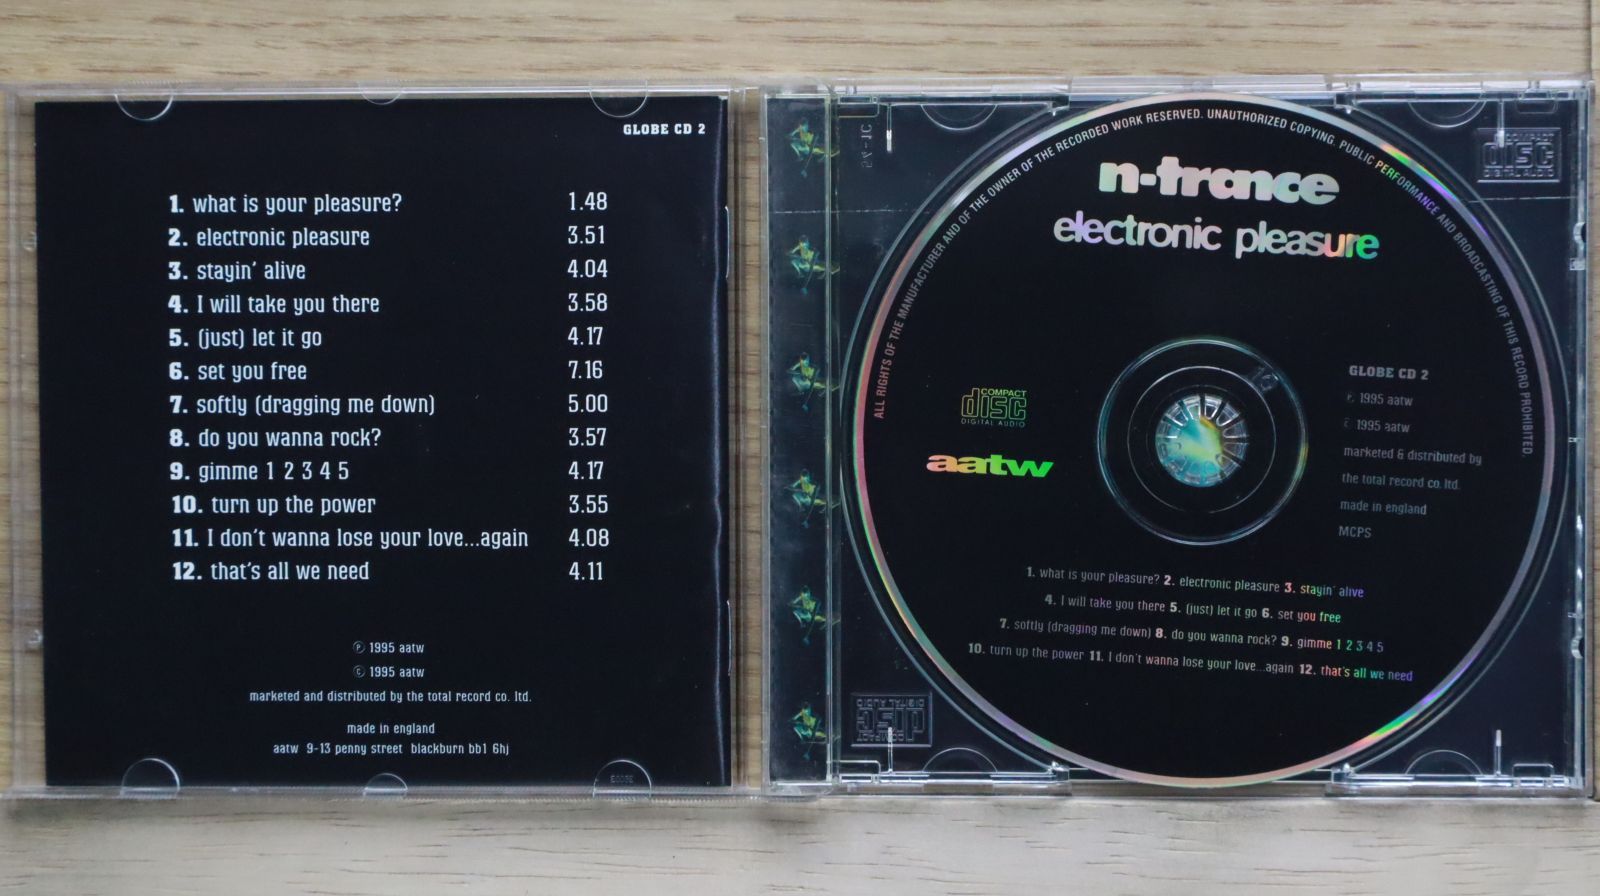 GLOBE CD 2
1. what is your pleasure? 1.48
2. electronic pleasure 3.51
3. stayin' alive 4.04
4. I will take you there 3.58
5. (just) let it go 4.17
6. set you free 7.16
7. softly (dragging me down) 5.00
8. do you wanna rock? 3.57
9. gimme 1 2 3 4 5 4.17
10. turn up the power 3.55
11. I don't wanna lose your love...again 4.08
12. that's all we need 4.11
℗ 1995 aatw
© 1995 aatw
marketed and distributed by the total record co. ltd.
made in england
aatw 9-13 penny street blackburn bb1 6hj
ALL RIGHTS OF THE MANUFACTURER AND OF THE OWNER OF THE RECORDED WORK RESERVED. UNAUTHORIZED COPYING. PUBLIC PERFORMANCE AND BROADCASTING OF THIS RECORD PROHIBITED.
n-trance
electronic pleasure
COMPACT
disc
DIGITAL AUDIO
aatw
GLOBE CD 2
℗ 1995 aatw
© 1995 aatw
marketed & distributed by
the total record co. ltd.
made in england
MCPS
1. what is your pleasure? 2. electronic pleasure 3. stayin' alive
4. I will take you there 5. (just) let it go 6. set you free
7. softly (dragging me down) 8. do you wanna rock? 9. gimme 1 2 3 4 5
10. turn up the power 11. I don't wanna lose your love...again 12. that's all we need
COMPACT
disc
DIGITAL AUDIO
COMPACT
disc
DIGITAL AUDIO